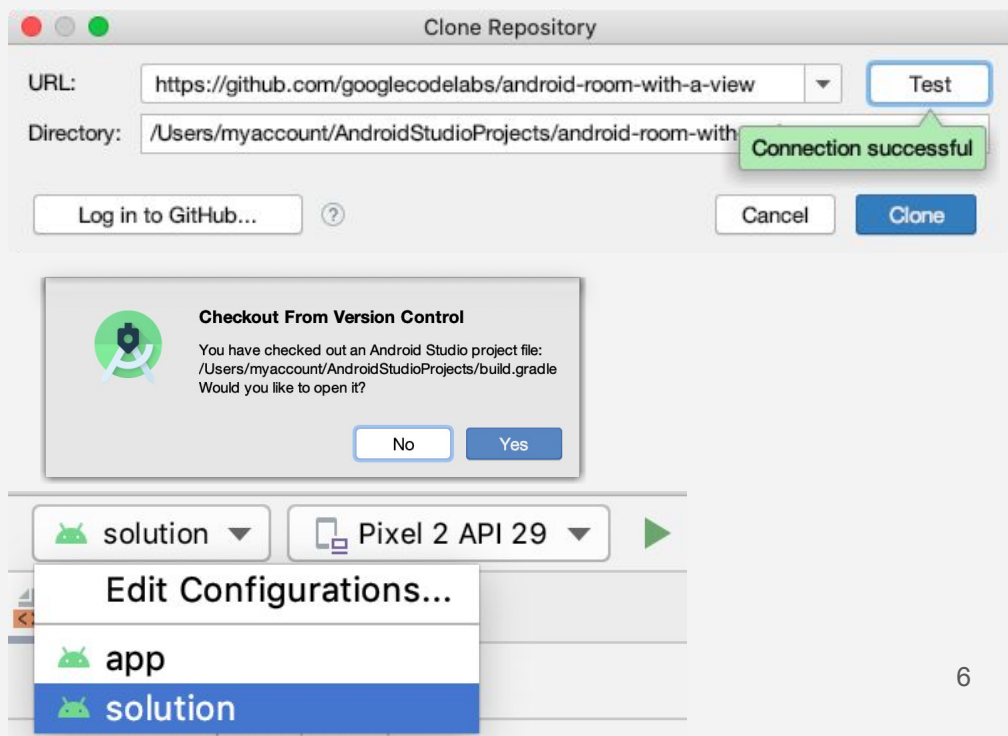 Clone Repository
URL: https://github.com/googlecodelabs/android-room-with-a-view Test
Directory: /Users/myaccount/AndroidStudioProjects/android-room-with
Connection successful
Log in to GitHub... ? Cancel Clone
Checkout From Version Control
You have checked out an Android Studio project file:
/Users/myaccount/AndroidStudioProjects/build.gradle
Would you like to open it?
No Yes
solution Pixel 2 API 29
Edit Configurations...
app
solution
6